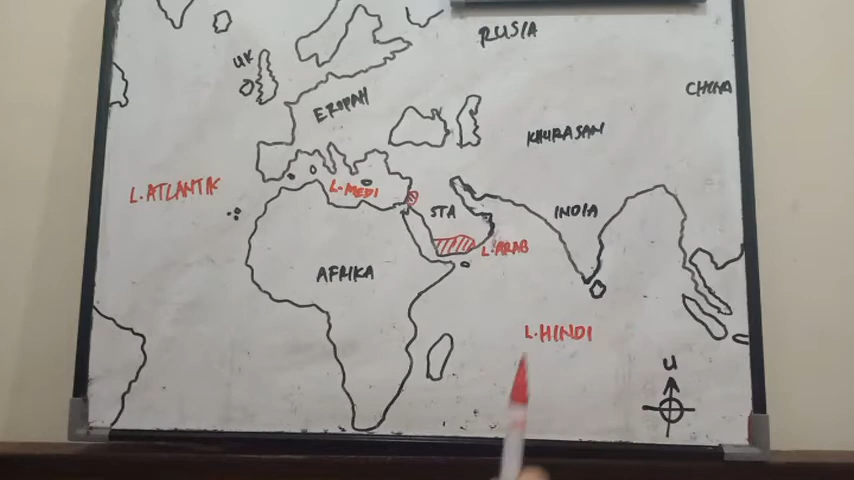 RUSIA
UK
CHINA
EROPAH
KHURASAN
L.ATLANTIK
L.MEDI
STA
INDIA
L.ARAB
AFRIKA
L.HINDI
U